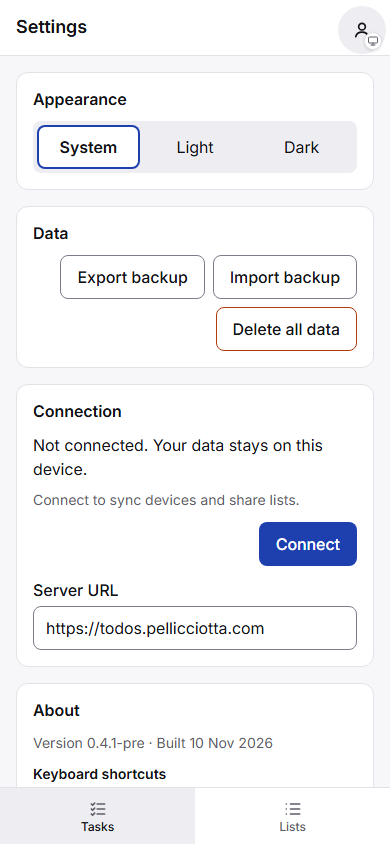 Settings
Appearance
System Light Dark
Data
Export backup Import backup
Delete all data
Connection
Not connected. Your data stays on this
device.
Connect to sync devices and share lists.
Connect
Server URL
https://todos.pellicciotta.com
About
Version 0.4.1-pre · Built 10 Nov 2026
Keyboard shortcuts
Tasks Lists